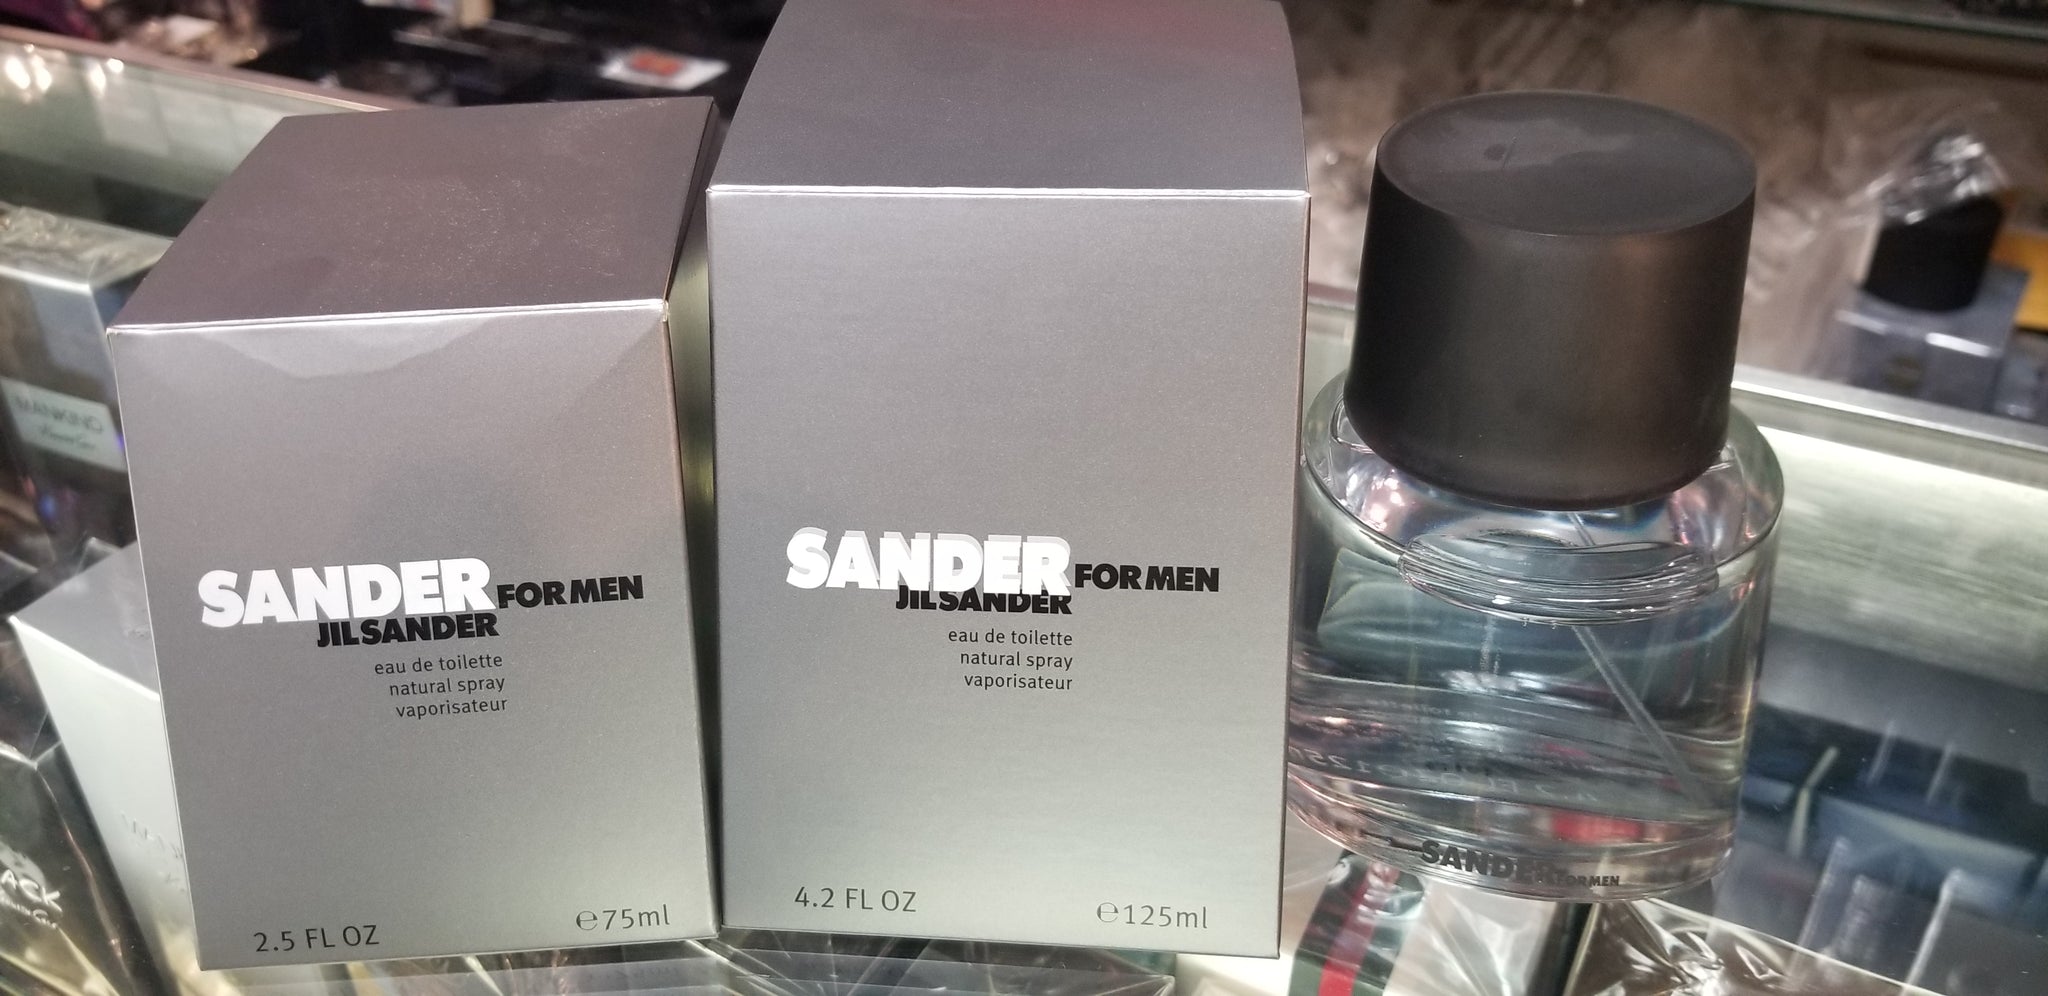 SANDER FOR MEN
JIL SANDER
eau de toilette
natural spray
vaporisateur
2.5 FL OZ
℮75ml
SANDER FOR MEN
JIL SANDER
eau de toilette
natural spray
vaporisateur
4.2 FL OZ
℮125ml
SANDER FOR MEN
MANKIND